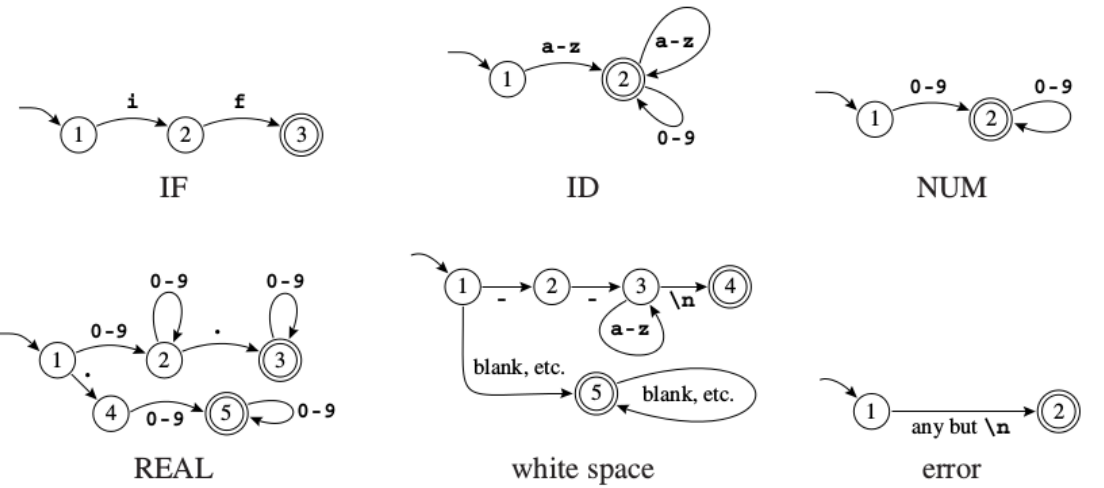 i f
1 2 3
IF
a-z a-z
1 2
0-9
ID
0-9 0-9
1 2
NUM
0-9 0-9
0-9 .
1 2 3
.
4 0-9 5 0-9
REAL
1 - 2 - 3 \n 4
a-z
blank, etc.
5 blank, etc.
white space
1 2
any but \n
error